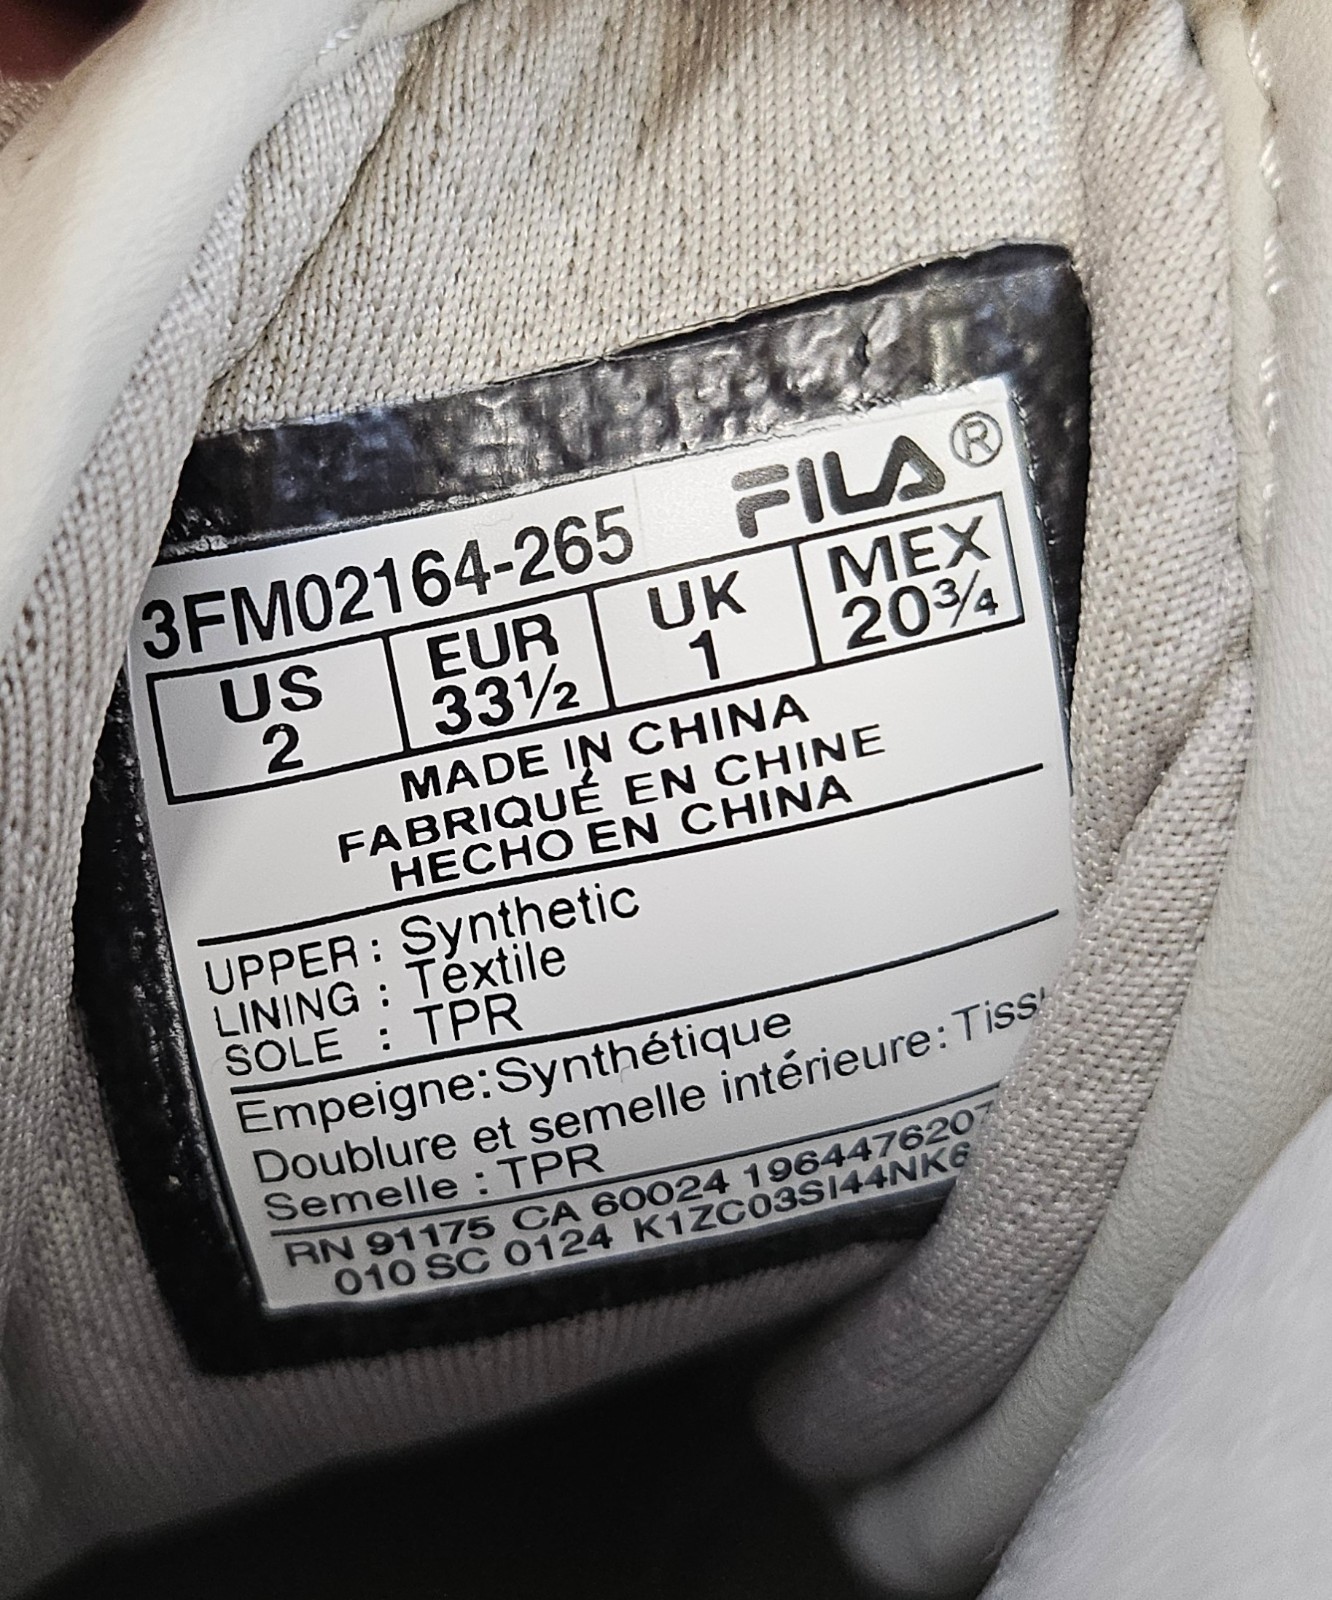 FILA®
3FM02164-265
US EUR UK MEX
2 33½ 1 20¾
MADE IN CHINA
FABRIQUÉ EN CHINE
HECHO EN CHINA
UPPER : Synthetic
LINING : Textile
SOLE : TPR
Empeigne:Synthétique
Doublure et semelle intérieure:
Semelle : TPR
RN 91175 CA 60024
010 SC 0124